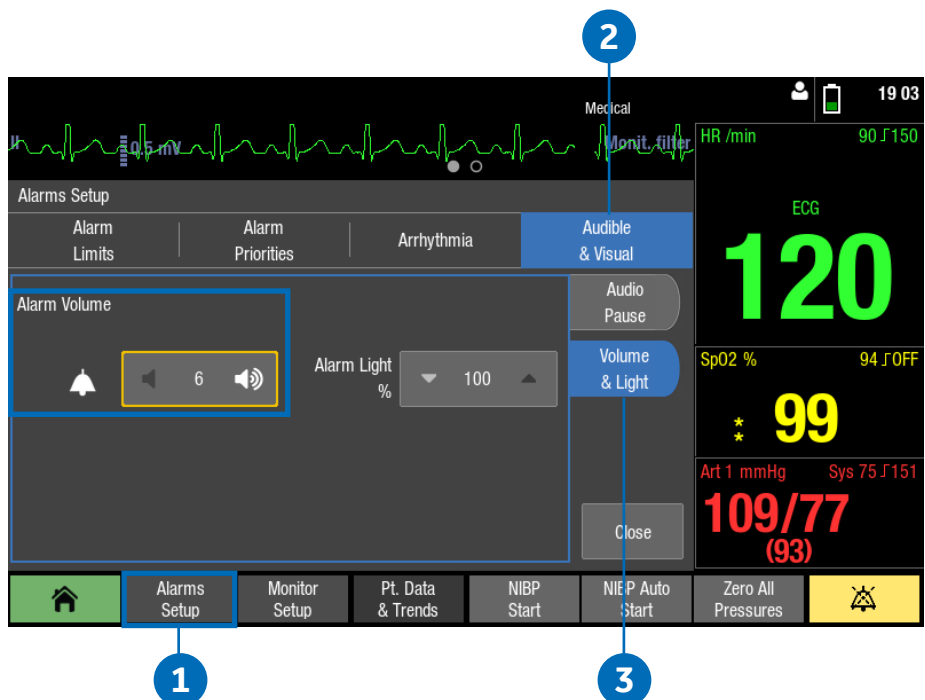 2
Medical
19 03
II
0.5 mV
Monit. filter
HR /min
90 150
ECG
120
Alarms Setup
Alarm
Limits
Alarm
Priorities
Arrhythmia
Audible
& Visual
Audio
Pause
Alarm Volume
6
Alarm Light
%
100
Volume
& Light
SpO2 %
94 OFF
*
*
99
Art 1 mmHg
Sys 75 151
109/77
(93)
Close
Alarms
Setup
Monitor
Setup
Pt. Data
& Trends
NIBP
Start
NIBP Auto
Start
Zero All
Pressures
1
3